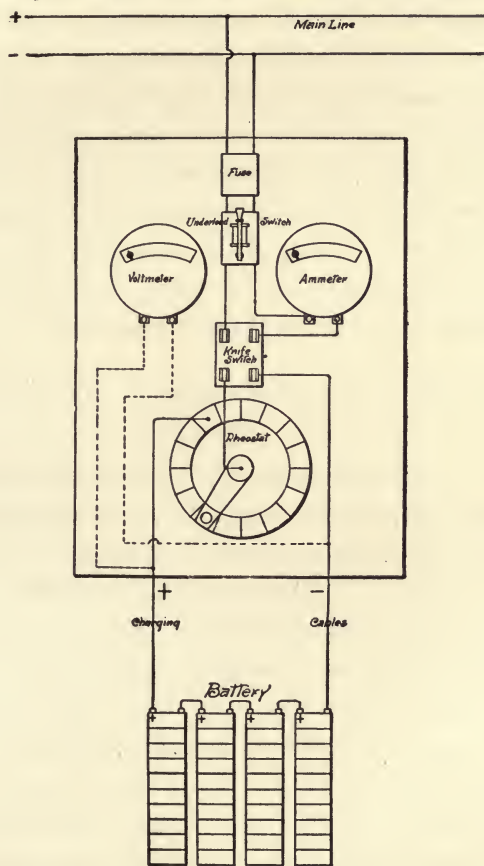 +
Main Line
-
Fuse
Underload Switch
Voltmeter
Ammeter
Knife
Switch
Rheostat
+
-
Charging
Cables
Battery
+
+
+
+